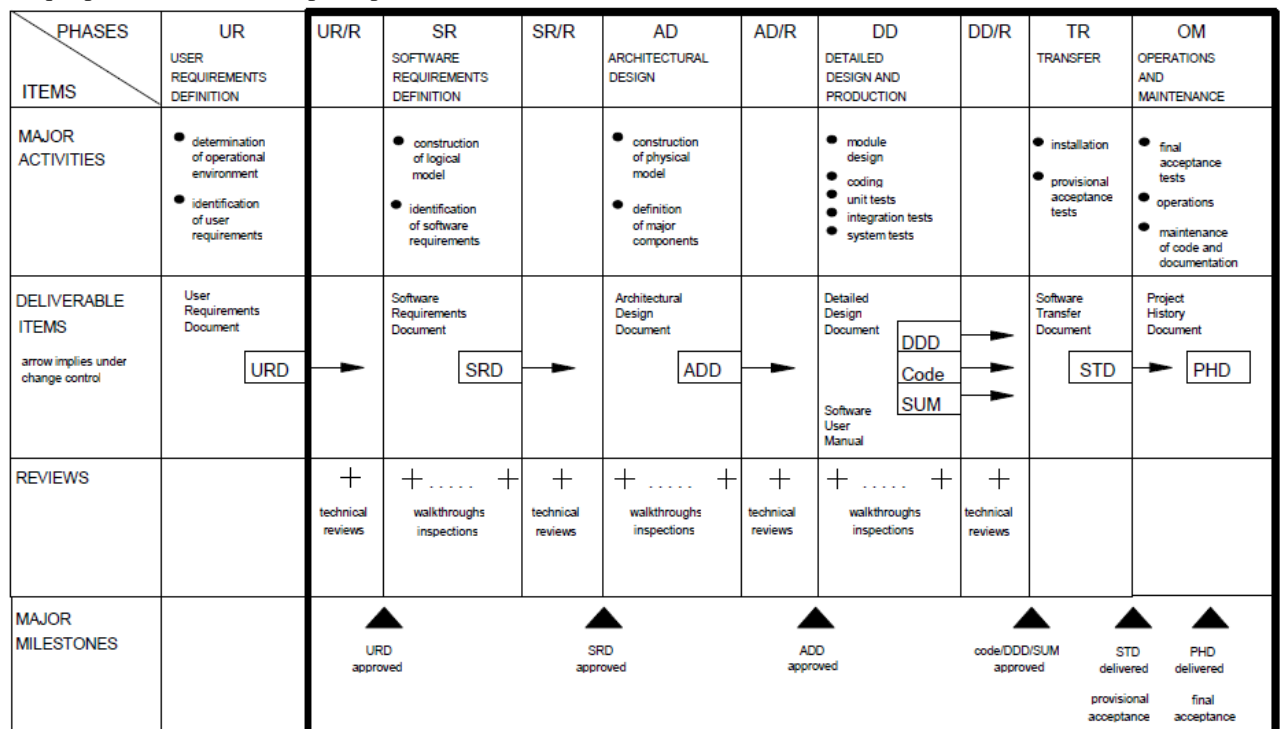 PHASES
ITEMS
UR
USER
REQUIREMENTS
DEFINITION
UR/R
SR
SOFTWARE
REQUIREMENTS
DEFINITION
SR/R
AD
ARCHITECTURAL
DESIGN
AD/R
DD
DETAILED
DESIGN AND
PRODUCTION
DD/R
TR
TRANSFER
OM
OPERATIONS
AND
MAINTENANCE
MAJOR
ACTIVITIES
determination
of operational
environment
identification
of user
requirements
construction
of logical
model
identification
of software
requirements
construction
of physical
model
definition
of major
components
module
design
coding
unit tests
integration tests
system tests
installation
provisional
acceptance
tests
final
acceptance
tests
operations
maintenance
of code and
documentation
DELIVERABLE
ITEMS
arrow implies under
change control
User
Requirements
Document
URD
Software
Requirements
Document
SRD
Architectural
Design
Document
ADD
Detailed
Design
Document
DDD
Code
SUM
Software
User
Manual
Software
Transfer
Document
STD
Project
History
Document
PHD
REVIEWS
technical
reviews
walkthroughs
inspections
technical
reviews
walkthroughs
inspections
technical
reviews
walkthroughs
inspections
technical
reviews
MAJOR
MILESTONES
URD
approved
SRD
approved
ADD
approved
code/DDD/SUM
approved
STD
delivered
provisional
acceptance
PHD
delivered
final
acceptance